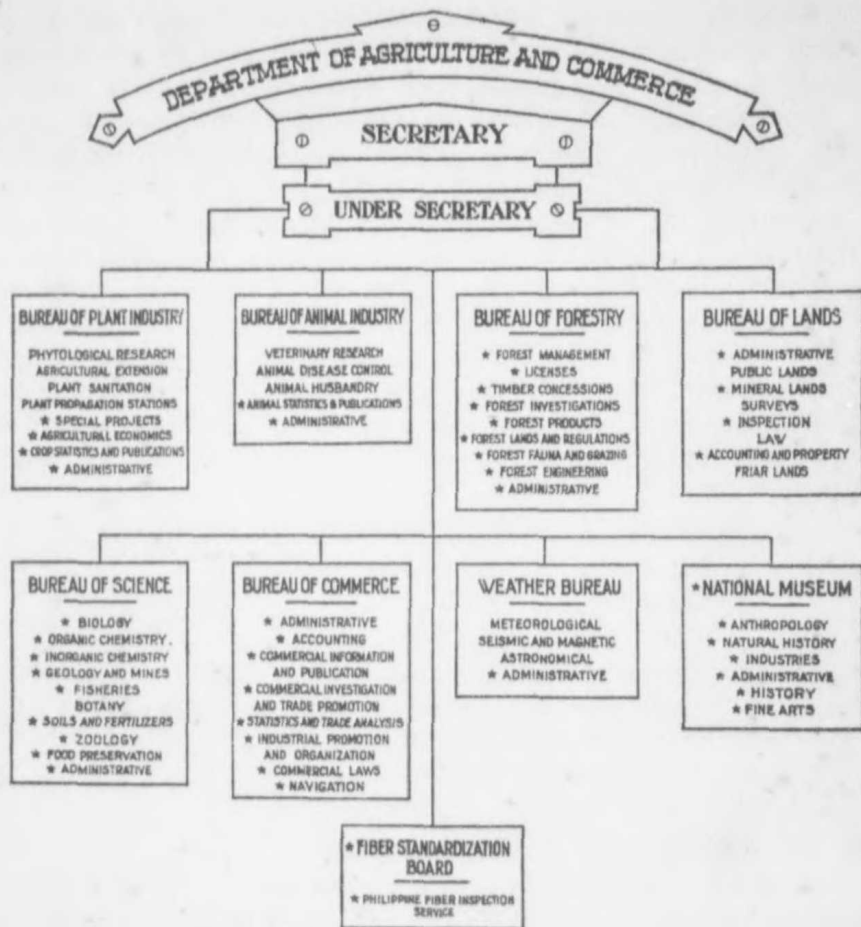 DEPARTMENT OF AGRICULTURE AND COMMERCE
SECRETARY
UNDER SECRETARY
BUREAU OF PLANT INDUSTRY
PHYTOLOGICAL RESEARCH
AGRICULTURAL EXTENSION
PLANT SANITATION
PLANT PROPAGATION STATIONS
* SPECIAL PROJECTS
* AGRICULTURAL ECONOMICS
* CROP STATISTICS AND PUBLICATIONS
* ADMINISTRATIVE
BUREAU OF ANIMAL INDUSTRY
VETERINARY RESEARCH
ANIMAL DISEASE CONTROL
ANIMAL HUSBANDRY
* ANIMAL STATISTICS & PUBLICATIONS
* ADMINISTRATIVE
BUREAU OF FORESTRY
* FOREST MANAGEMENT
* LICENSES
* TIMBER CONCESSIONS
* FOREST INVESTIGATIONS
* FOREST PRODUCTS
* FOREST LANDS AND REGULATIONS
* FOREST FAUNA AND GRAZING
* FOREST ENGINEERING
* ADMINISTRATIVE
BUREAU OF LANDS
* ADMINISTRATIVE
PUBLIC LANDS
* MINERAL LANDS
SURVEYS
* INSPECTION
LAW
* ACCOUNTING AND PROPERTY
FRIAR LANDS
BUREAU OF SCIENCE
* BIOLOGY
* ORGANIC CHEMISTRY.
* INORGANIC CHEMISTRY
* GEOLOGY AND MINES
* FISHERIES
BOTANY
* SOILS AND FERTILIZERS
* ZOOLOGY
* FOOD PRESERVATION
* ADMINISTRATIVE
BUREAU OF COMMERCE
* ADMINISTRATIVE
* ACCOUNTING
* COMMERCIAL INFORMATION
AND PUBLICATION
* COMMERCIAL INVESTIGATION
AND TRADE PROMOTION
* STATISTICS AND TRADE ANALYSIS
* INDUSTRIAL PROMOTION
AND ORGANIZATION
* COMMERCIAL LAWS
* NAVIGATION
WEATHER BUREAU
METEOROLOGICAL
SEISMIC AND MAGNETIC
ASTRONOMICAL
* ADMINISTRATIVE
* NATIONAL MUSEUM
* ANTHROPOLOGY
* NATURAL HISTORY
* INDUSTRIES
* ADMINISTRATIVE
* HISTORY
* FINE ARTS
* FIBER STANDARDIZATION
BOARD
* PHILIPPINE FIBER INSPECTION
SERVICE